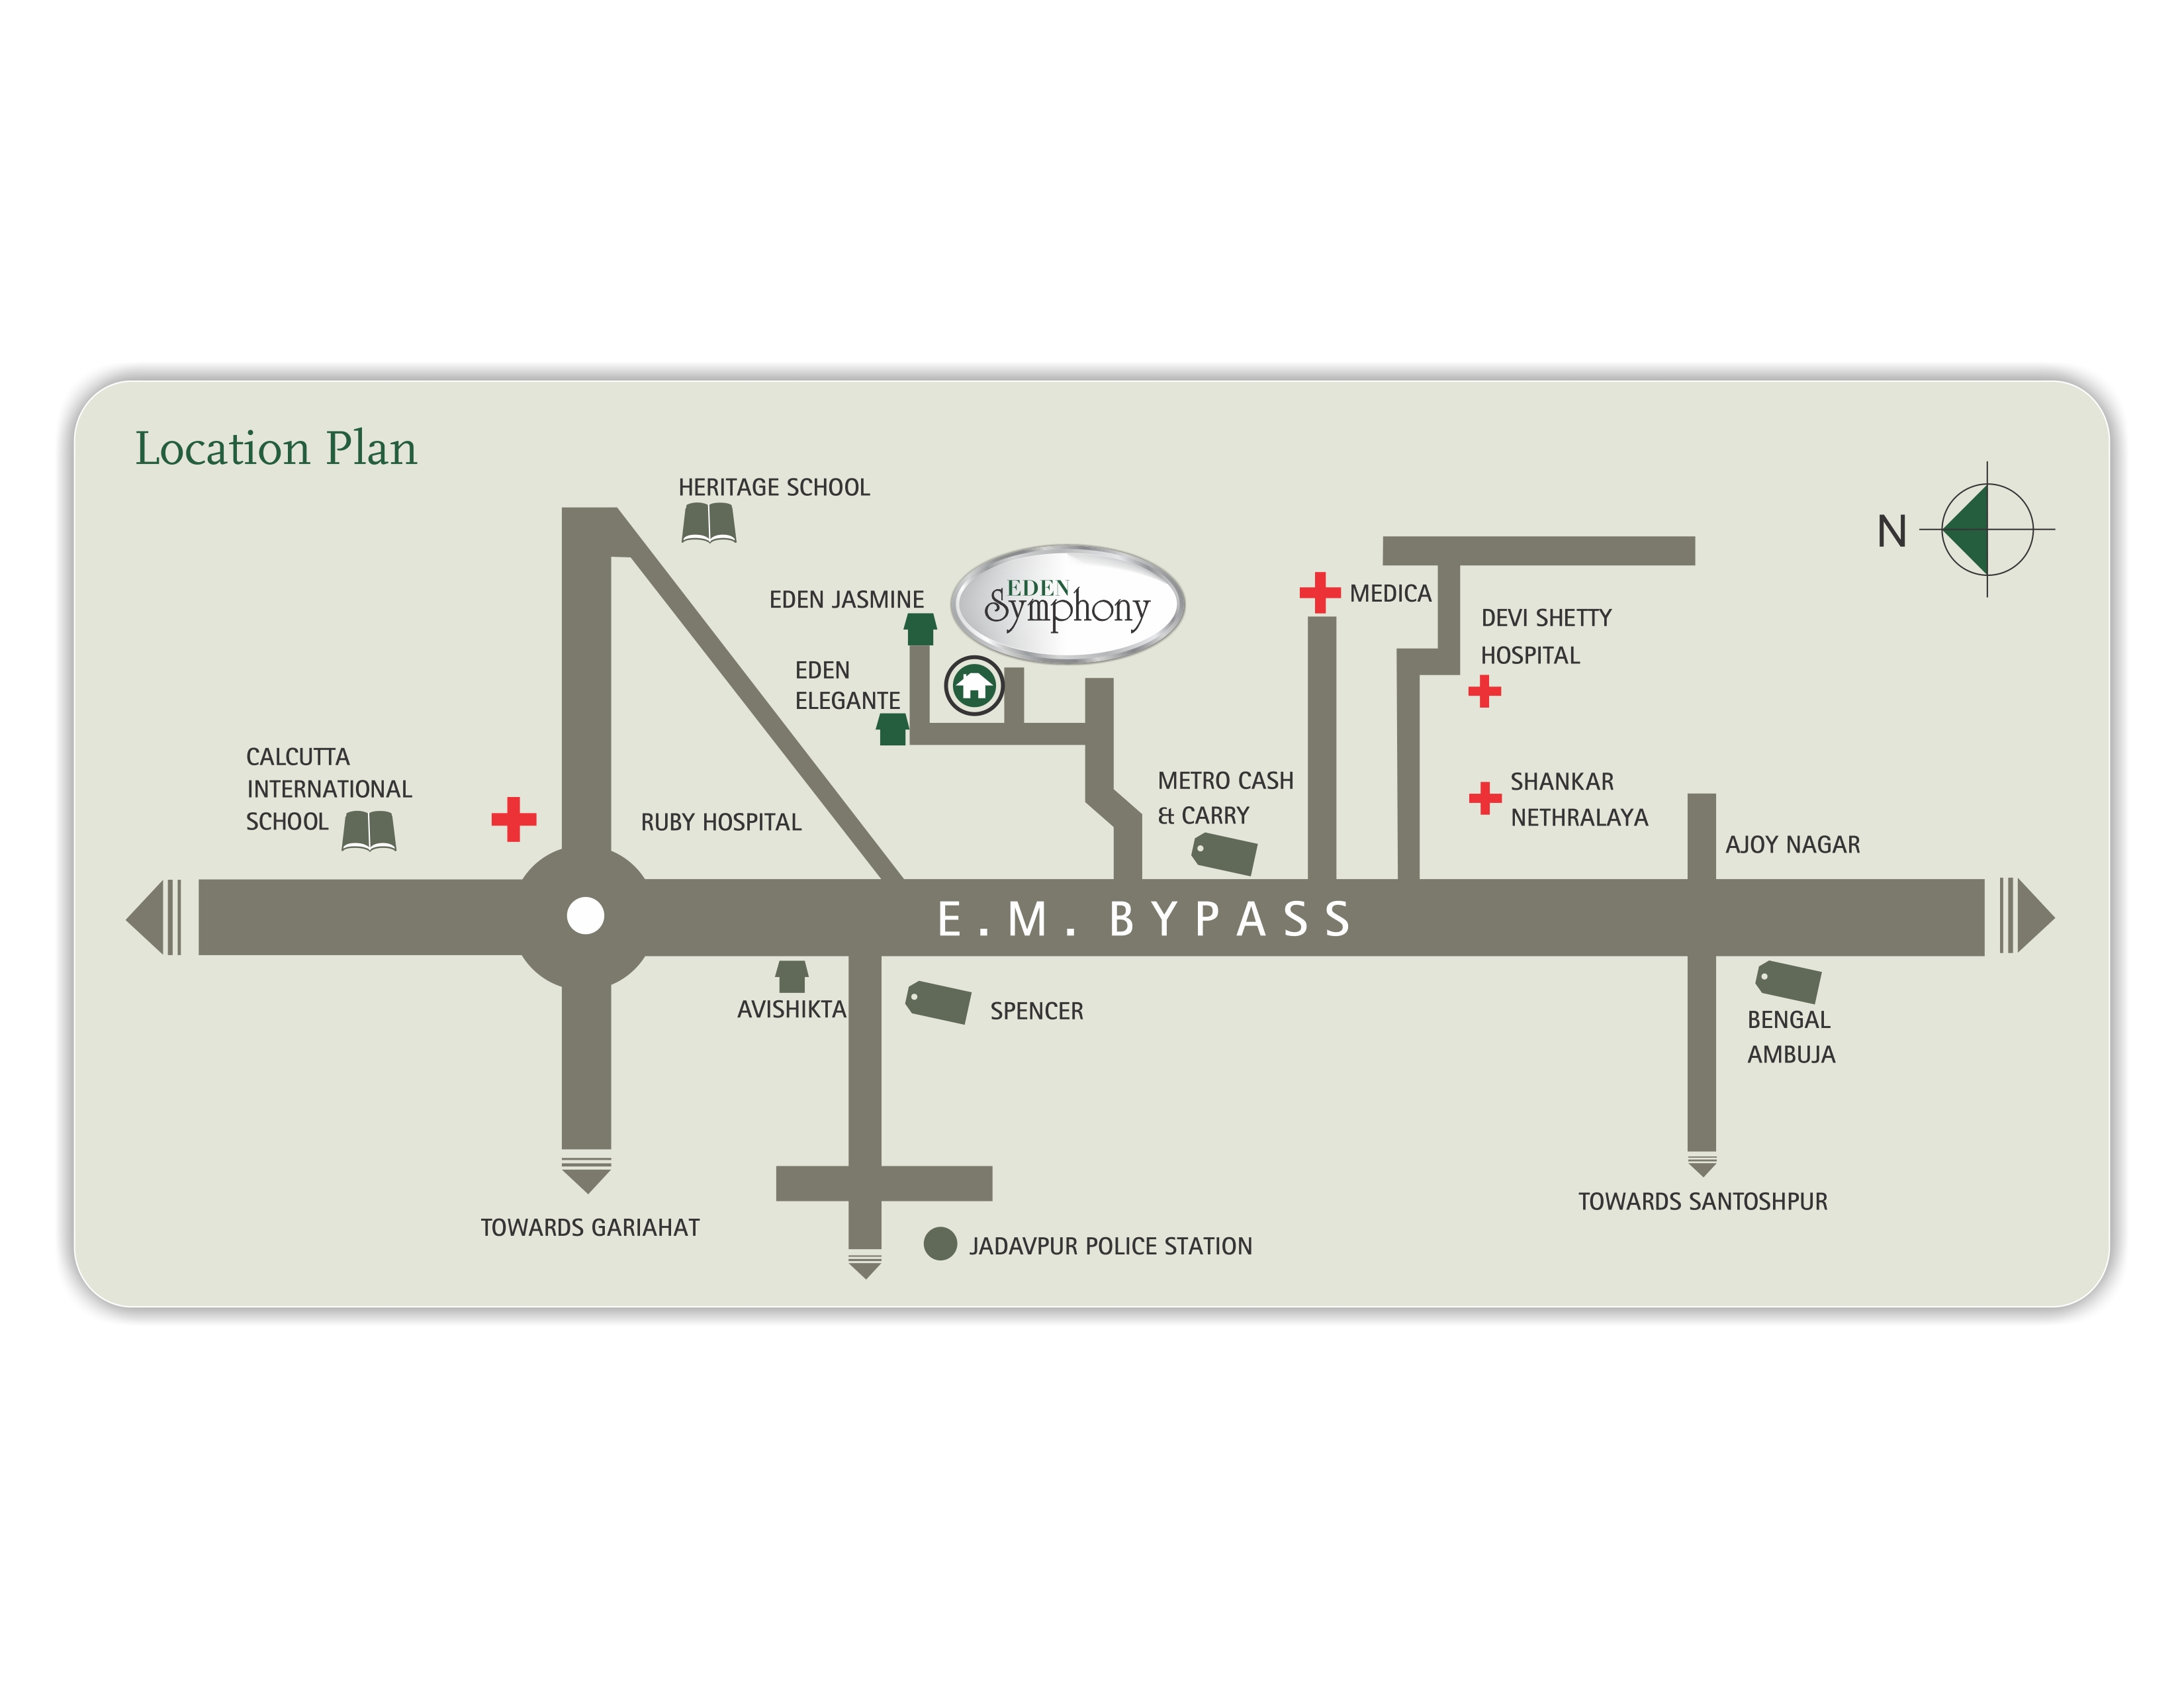 Location Plan
HERITAGE SCHOOL
N
EDEN JASMINE
EDEN
Symphony
MEDICA
DEVI SHETTY
HOSPITAL
EDEN
ELEGANTE
CALCUTTA
INTERNATIONAL
SCHOOL
RUBY HOSPITAL
METRO CASH
& CARRY
SHANKAR
NETHRALAYA
AJOY NAGAR
E.M. BYPASS
AVISHIKTA
SPENCER
BENGAL
AMBUJA
TOWARDS GARIAHAT
JADAVPUR POLICE STATION
TOWARDS SANTOSHPUR